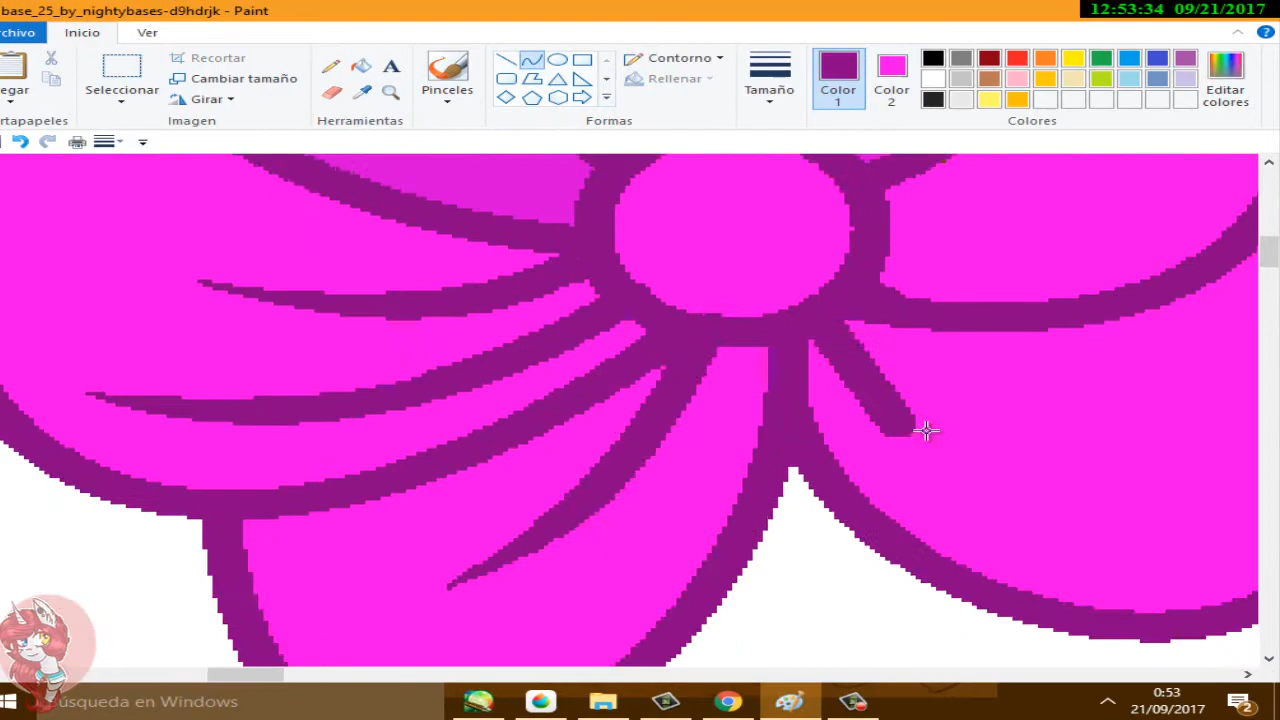 base_25_by_nightybases-d9hdrjk - Paint
12:53:34 09/21/2017
rchivo
Inicio
Ver
egar
Seleccionar
Recortar
Cambiar tamaño
Girar
Pinceles
Contorno
Rellenar
Tamaño
Color 1
Color 2
Editar colores
rtapapeles
Imagen
Herramientas
Formas
Colores
úsqueda en Windows
0:53
21/09/2017
2